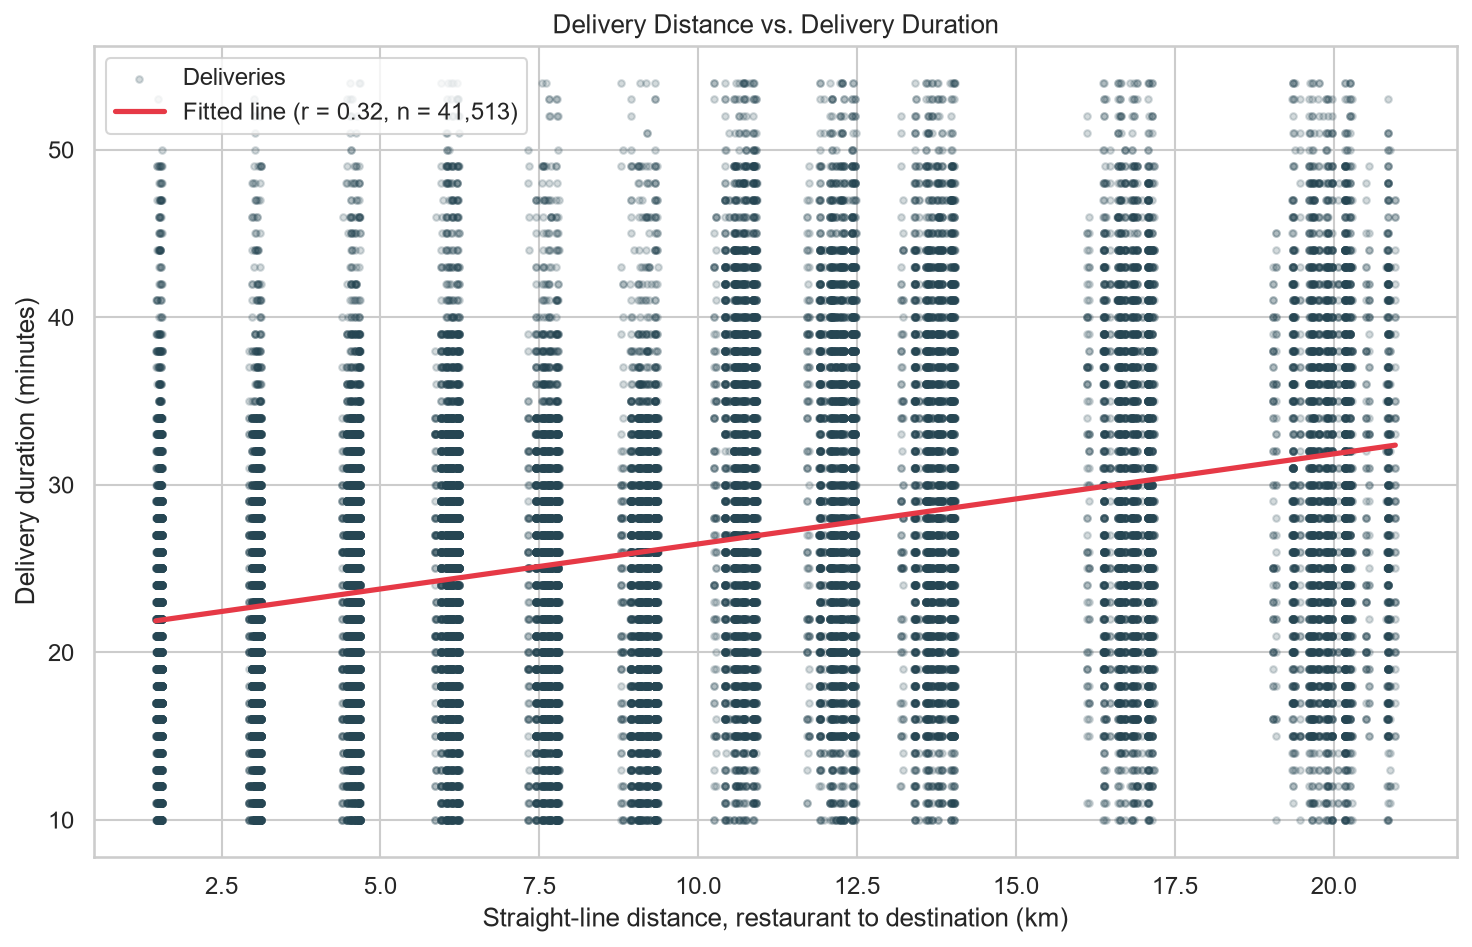 Delivery Distance vs. Delivery Duration
Deliveries
Fitted line (r = 0.32, n = 41,513)
Delivery duration (minutes)
50
40
30
20
10
2.5 5.0 7.5 10.0 12.5 15.0 17.5 20.0
Straight-line distance, restaurant to destination (km)